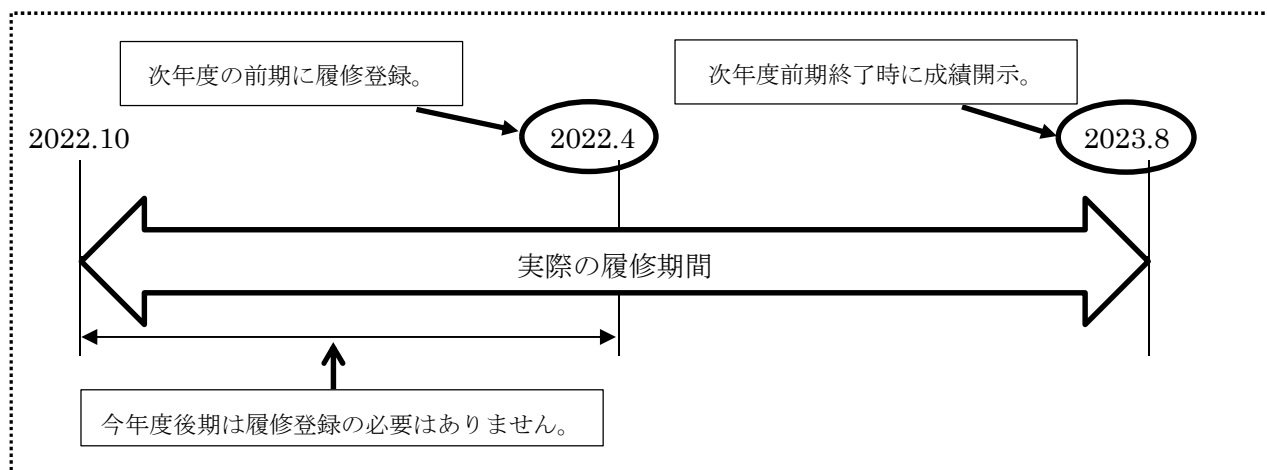 次年度の前期に履修登録。
次年度前期終了時に成績開示。
2022.10
2022.4
2023.8
実際の履修期間
今年度後期は履修登録の必要はありません。